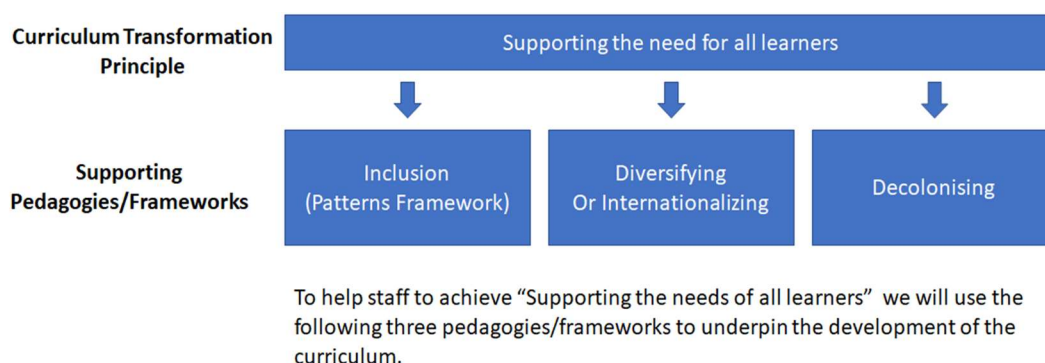 Curriculum Transformation
Principle
Supporting the need for all learners
Supporting
Pedagogies/Frameworks
Inclusion
(Patterns Framework)
Diversifying
Or Internationalizing
Decolonising
To help staff to achieve “Supporting the needs of all learners”  we will use the
following three pedagogies/frameworks to underpin the development of the
curriculum.